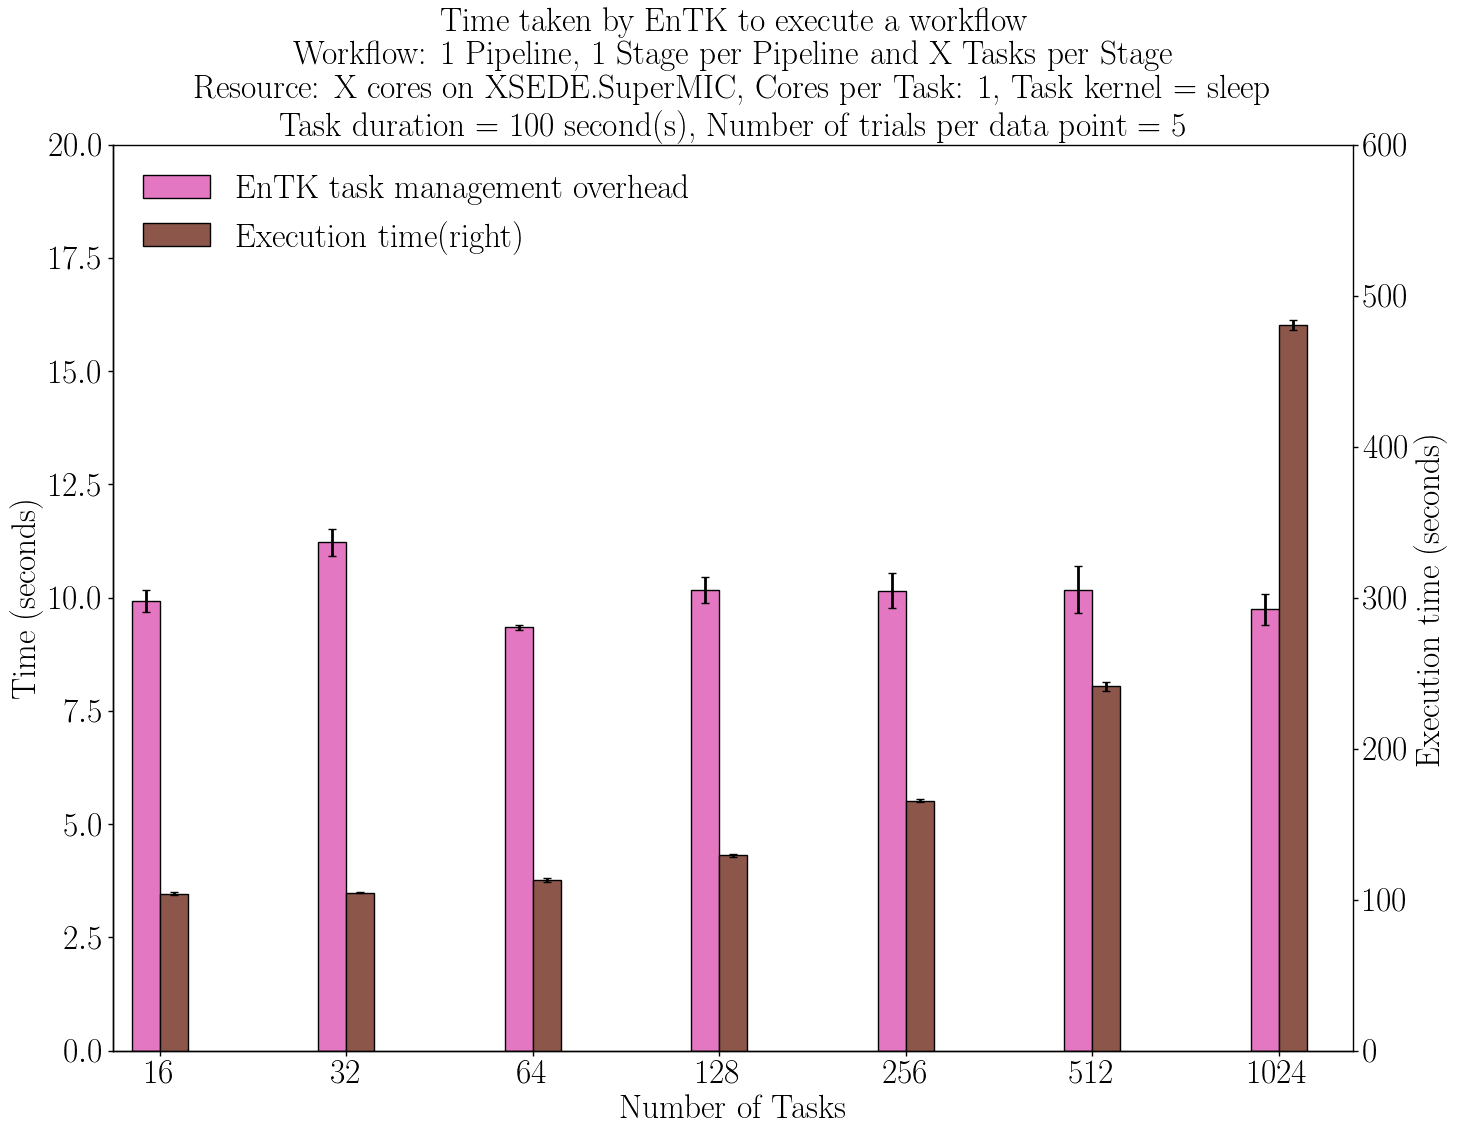 Time taken by EnTK to execute a workflow
Workflow: 1 Pipeline, 1 Stage per Pipeline and X Tasks per Stage
Resource: X cores on XSEDE.SuperMIC, Cores per Task: 1, Task kernel = sleep
Task duration = 100 second(s), Number of trials per data point = 5
EnTK task management overhead
Execution time(right)
Time (seconds)
20.0
17.5
15.0
12.5
10.0
7.5
5.0
2.5
0.0
600
500
400
300
200
100
0
Execution time (seconds)
16 32 64 128 256 512 1024
Number of Tasks